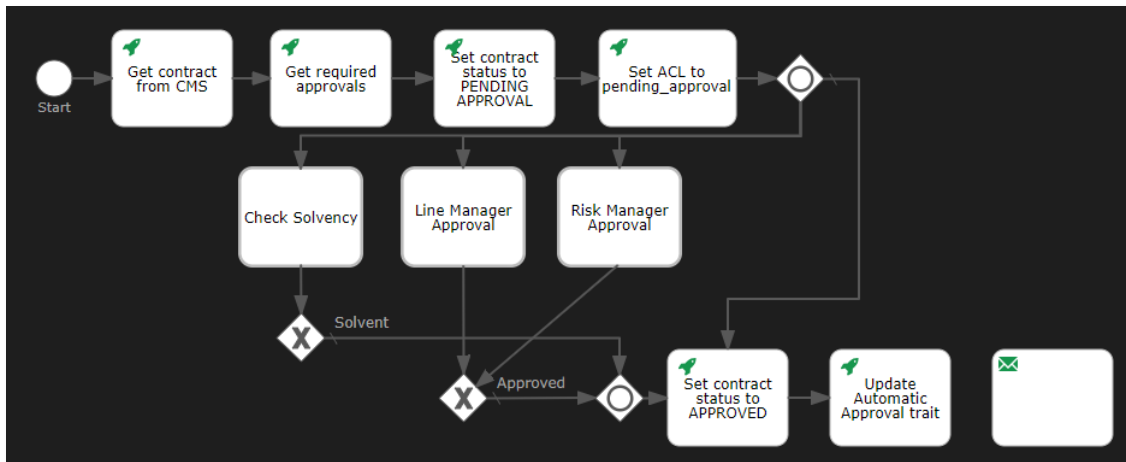 Get contract
from CMS
Get required
approvals
Set contract
status to
PENDING
APPROVAL
Set ACL to
pending_approval
Start
Check Solvency
Line Manager
Approval
Risk Manager
Approval
Solvent
Approved
Set contract
status to
APPROVED
Update
Automatic
Approval trait